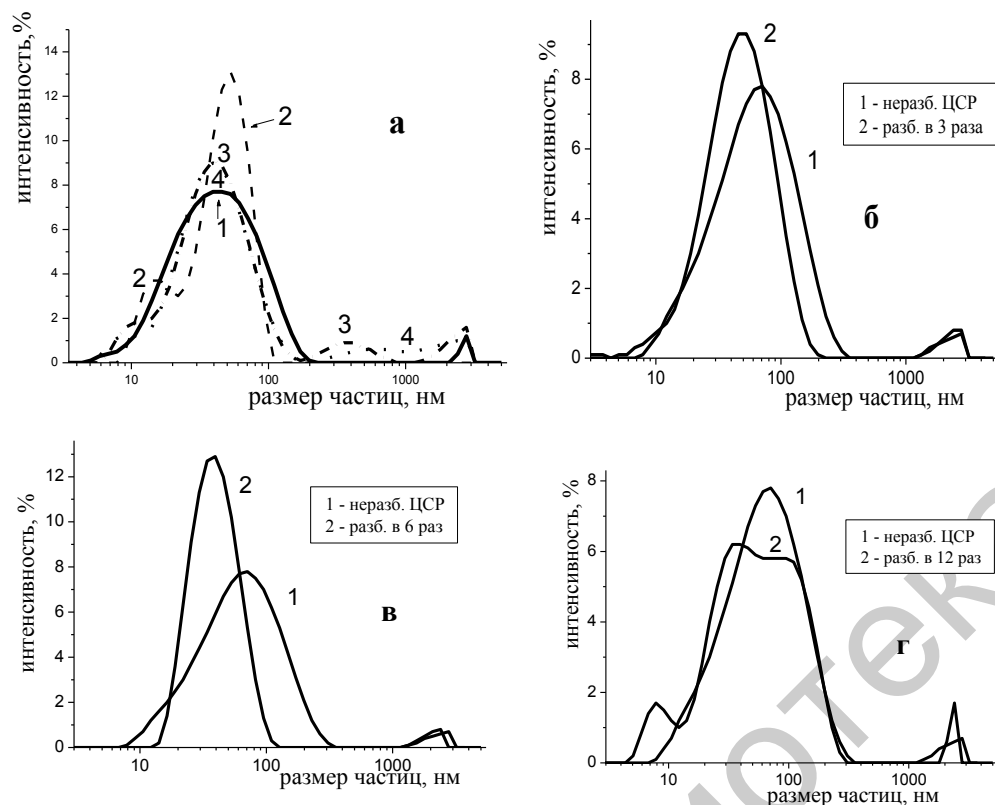 интенсивность, %
14
12
10
8
6
4
2
0
2
2
3
4
1
3
4
а
10
100
1000
размер частиц, нм
интенсивность, %
8
6
4
2
0
2
1
1 - неразб. ЦСР
2 - разб. в 3 раза
б
10
100
1000
размер частиц, нм
интенсивность, %
12
10
8
6
4
2
0
2
1
1 - неразб. ЦСР
2 - разб. в 6 раз
в
10
100
1000
размер частиц, нм
интенсивность, %
8
6
4
2
0
1
2
1 - неразб. ЦСР
2 - разб. в 12 раз
г
10
100
1000
размер частиц, нм